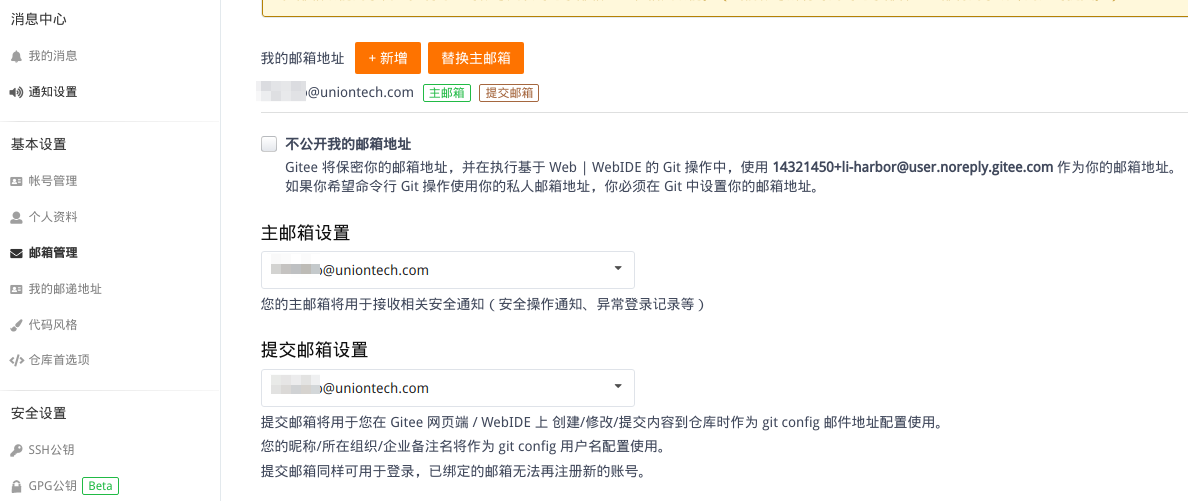 消息中心
我的消息
通知设置
基本设置
帐号管理
个人资料
邮箱管理
我的邮递地址
代码风格
仓库首选项
安全设置
SSH公钥
GPG公钥 Beta
我的邮箱地址 + 新增 替换主邮箱
@uniontech.com 主邮箱 提交邮箱
不公开我的邮箱地址
Gitee 将保密你的邮箱地址，并在执行基于 Web | WebIDE 的 Git 操作中，使用 14321450+li-harbor@user.noreply.gitee.com 作为你的邮箱地址。
如果你希望命令行 Git 操作使用你的私人邮箱地址，你必须在 Git 中设置你的邮箱地址。
主邮箱设置
@uniontech.com
您的主邮箱将用于接收相关安全通知（安全操作通知、异常登录记录等）
提交邮箱设置
@uniontech.com
提交邮箱将用于您在 Gitee 网页端 / WebIDE 上 创建/修改/提交内容到仓库时作为 git config 邮件地址配置使用。
您的昵称/所在组织/企业备注名将作为 git config 用户名配置使用。
提交邮箱同样可用于登录，已绑定的邮箱无法再注册新的账号。